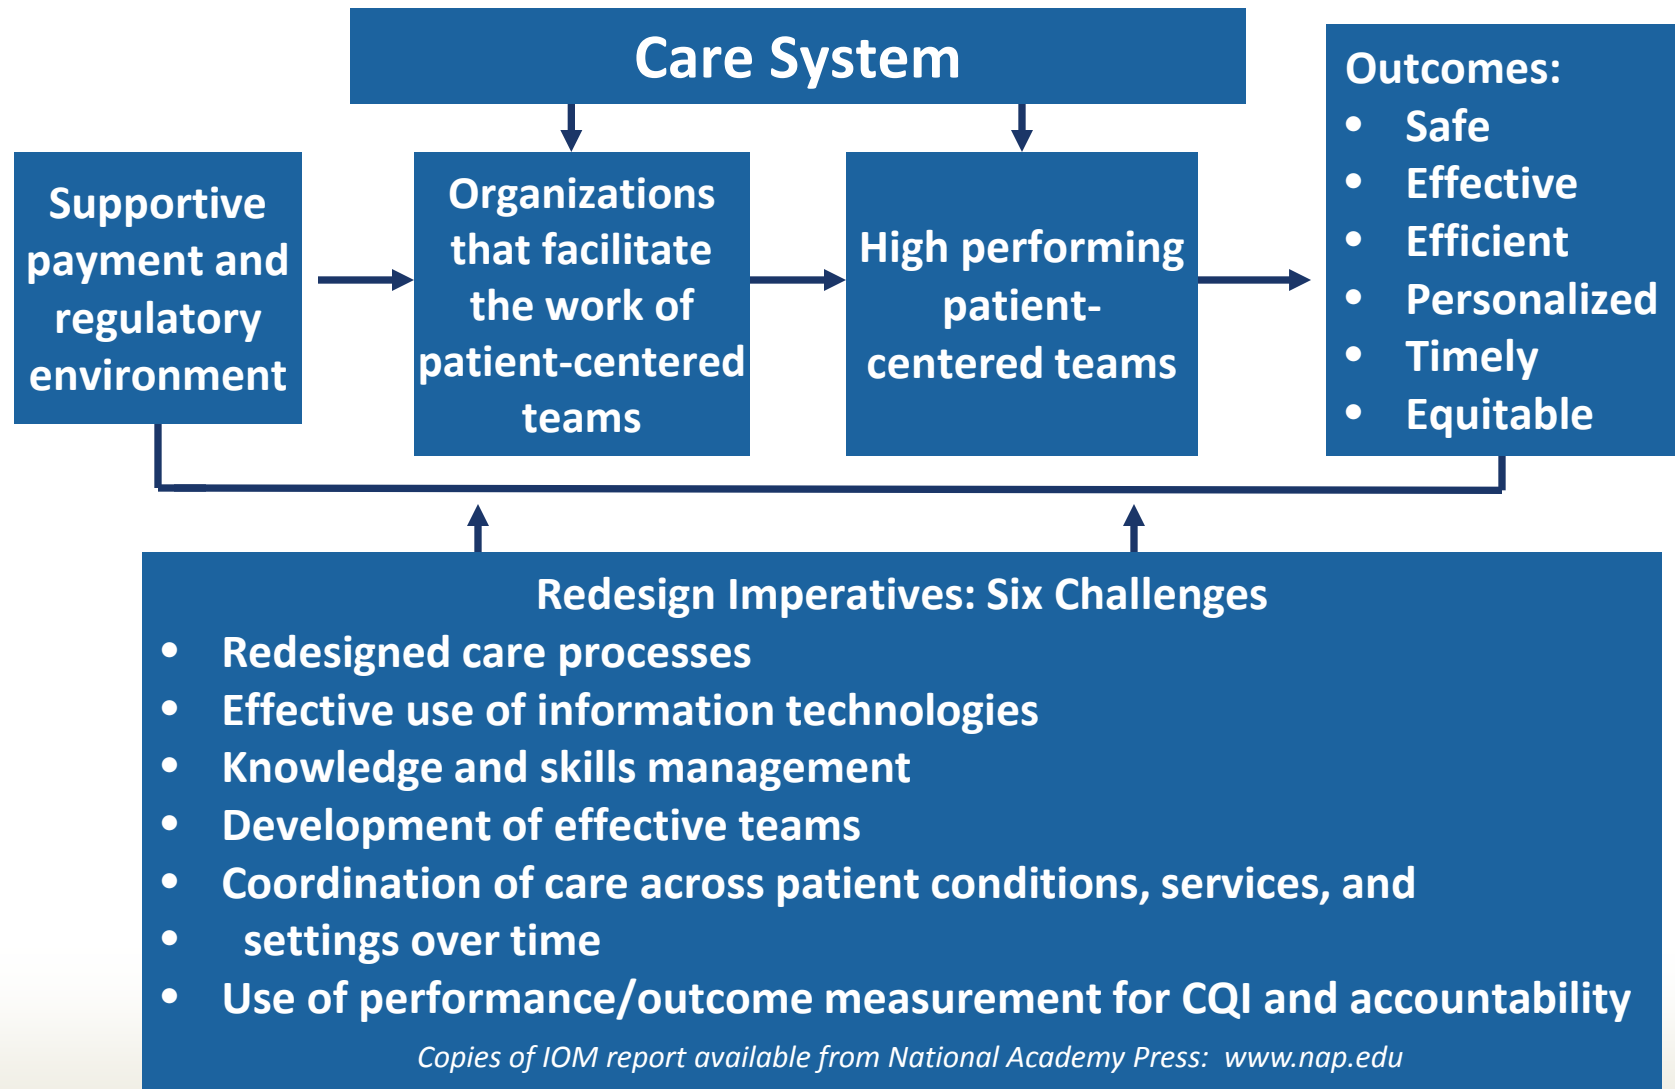 Care System
Supportive
payment and
regulatory
environment
Organizations
that facilitate
the work of
patient-centered
teams
High performing
patient-
centered teams
Outcomes:
• Safe
• Effective
• Efficient
• Personalized
• Timely
• Equitable
Redesign Imperatives: Six Challenges
• Redesigned care processes
• Effective use of information technologies
• Knowledge and skills management
• Development of effective teams
• Coordination of care across patient conditions, services, and
• settings over time
• Use of performance/outcome measurement for CQI and accountability
Copies of IOM report available from National Academy Press: www.nap.edu